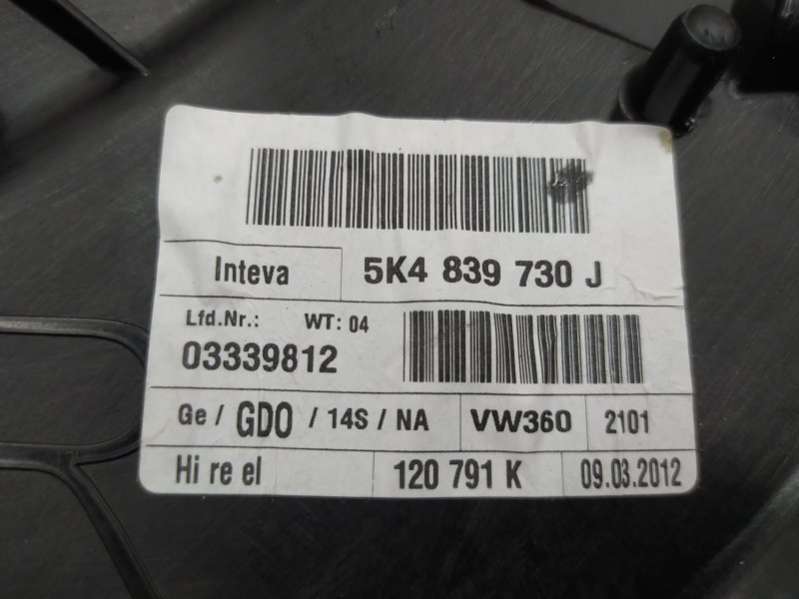 Inteva 5K4 839 730 J
Lfd.Nr.: WT: 04
03339812
Ge / GDO / 14S / NA VW360 2101
Hi re el 120 791 K 09.03.2012